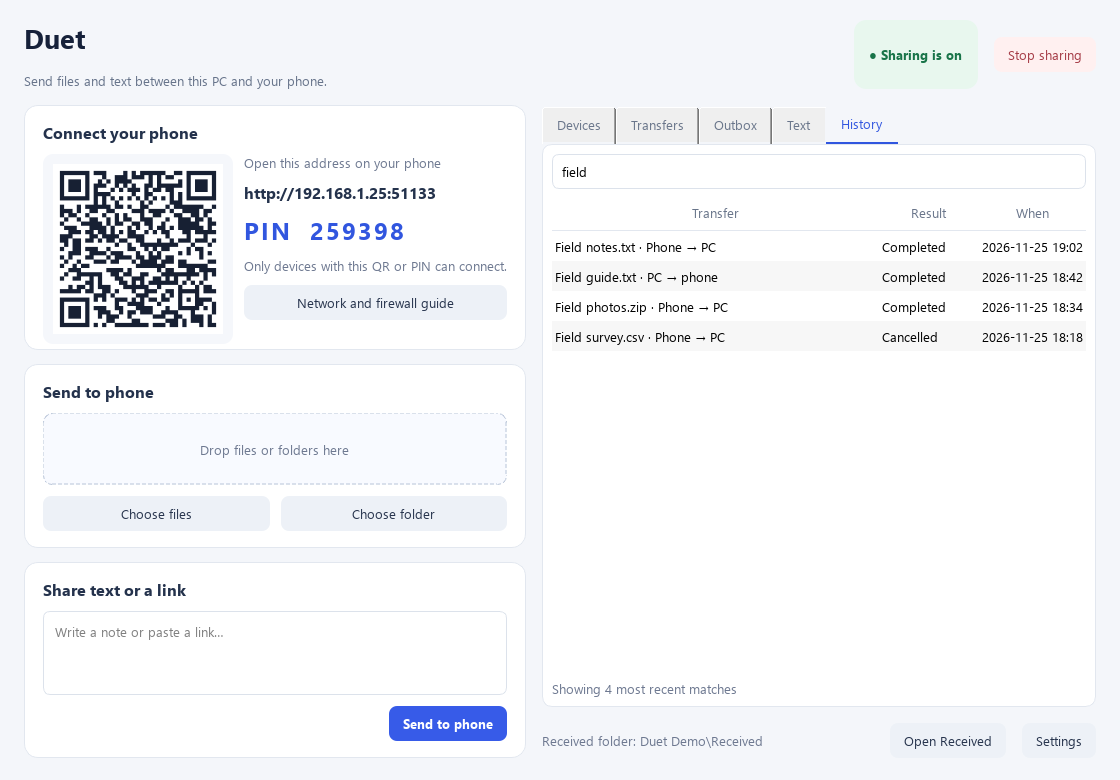 Duet
Send files and text between this PC and your phone.
● Sharing is on
Stop sharing
Connect your phone
Open this address on your phone
http://192.168.1.25:51133
PIN 259398
Only devices with this QR or PIN can connect.
Network and firewall guide
Send to phone
Drop files or folders here
Choose files
Choose folder
Share text or a link
Write a note or paste a link...
Send to phone
Devices
Transfers
Outbox
Text
History
field
Transfer Result When
Field notes.txt · Phone → PC Completed 2026-11-25 19:02
Field guide.txt · PC → phone Completed 2026-11-25 18:42
Field photos.zip · Phone → PC Completed 2026-11-25 18:34
Field survey.csv · Phone → PC Cancelled 2026-11-25 18:18
Showing 4 most recent matches
Received folder: Duet Demo\Received
Open Received
Settings